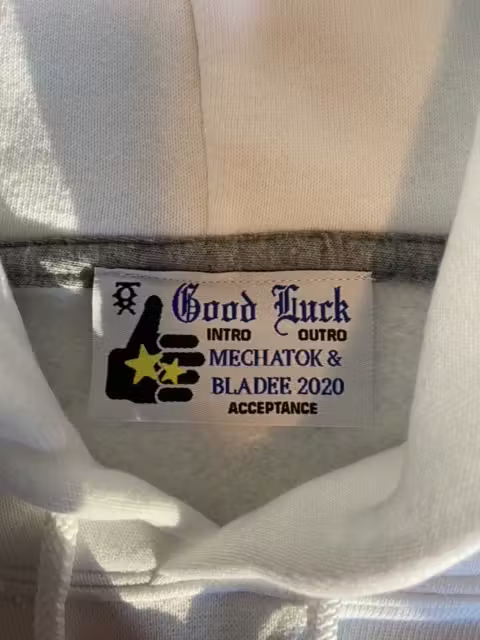 Good Luck
INTRO OUTRO
MECHATOK &
BLADEE 2020
ACCEPTANCE